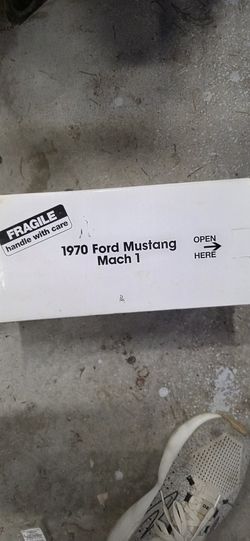 FRAGILE
handle with care
1970 Ford Mustang
Mach 1
OPEN
HERE